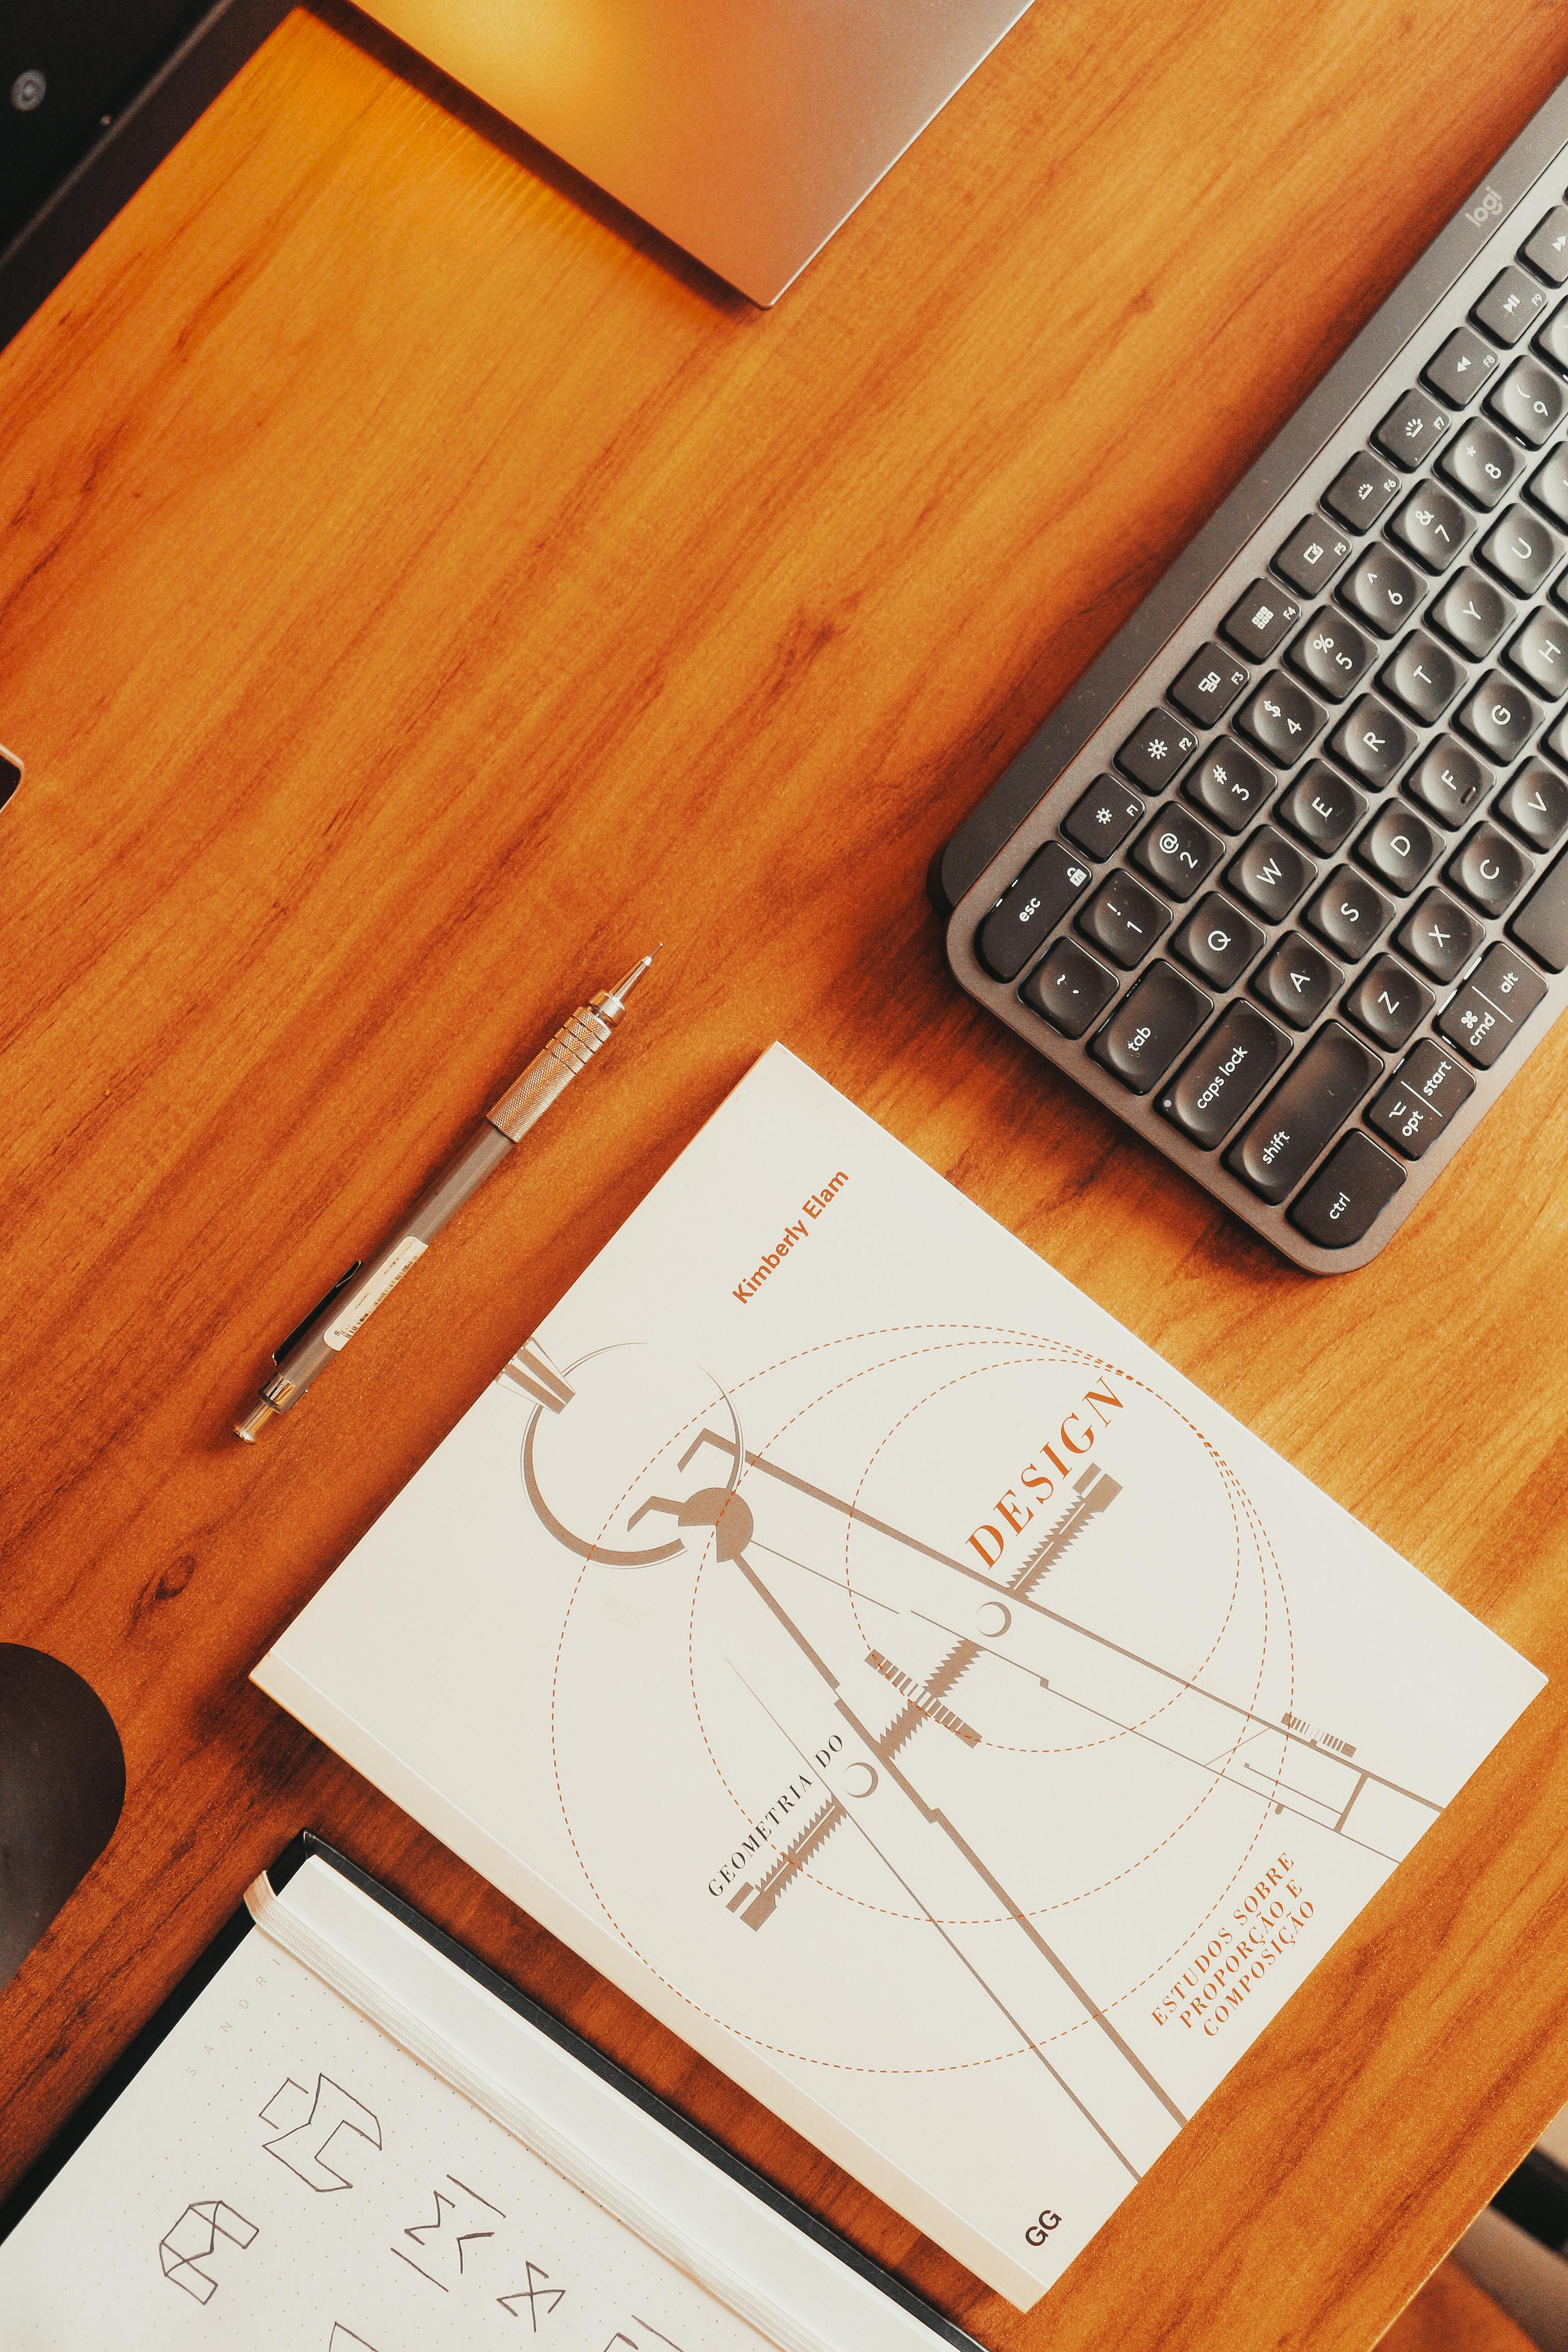 logi
F9
F8
F7
F6
F5
F4
F3
F2
F1
esc
( 9
* 8
& 7
^ 6
% 5
$ 4
# 3
@ 2
! 1
~ `
U
Y
T
R
E
W
Q
tab
H
G
F
D
S
A
caps lock
V
C
X
Z
shift
alt
cmd
start
opt
ctrl
Kimberly Elam
GEOMETRIA DO
DESIGN
ESTUDOS SOBRE
PROPORÇÃO E
COMPOSIÇÃO
GG
SANDRI